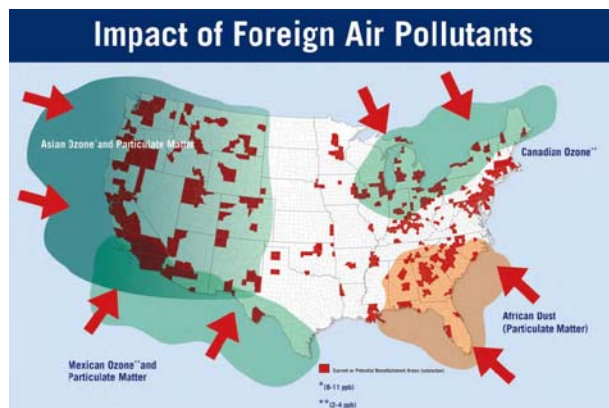 Impact of Foreign Air Pollutants
Asian Ozone* and Particulate Matter
Canadian Ozone**
African Dust
(Particulate Matter)
Mexican Ozone** and
Particulate Matter
Current or Potential Nonattainment Areas
*(8-11 ppb)
**(2-4 ppb)